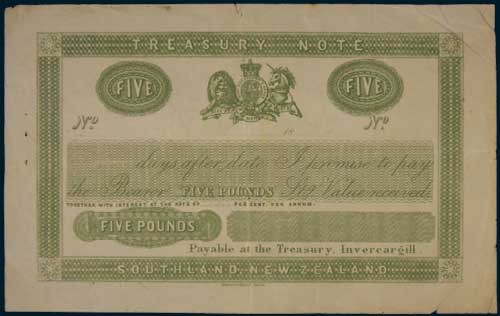 TREASURY NOTE
FIVE
FIVE
No
No
18
days after date I promise to pay
the Bearer FIVE POUNDS Stg Value received
TOGETHER WITH INTEREST AT THE RATE OF PER CENT. PER ANNUM.
FIVE POUNDS
Payable at the Treasury, Invercargill.
SOUTHLAND, NEW ZEALAND